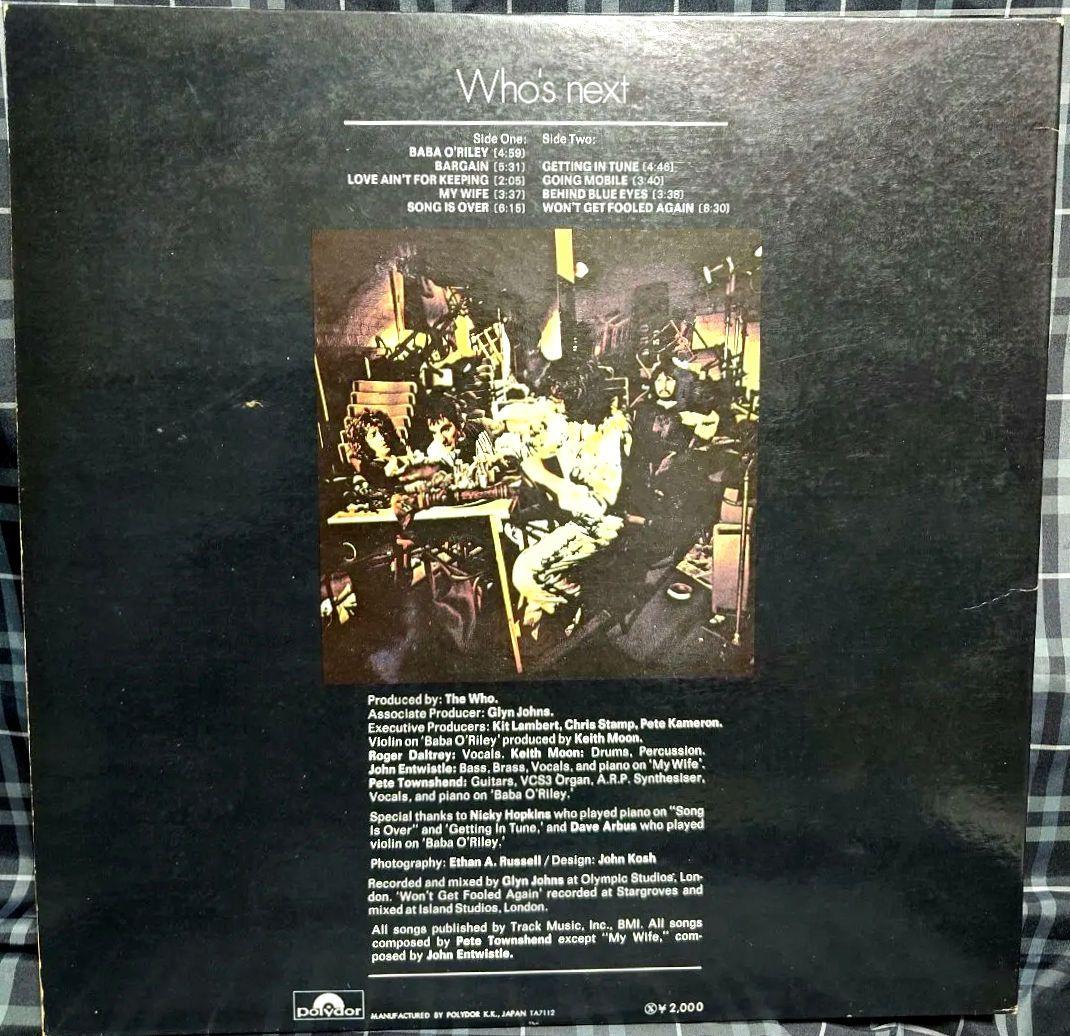 Who's next
Side One:
BABA O'RILEY [4:59]
BARGAIN [5:31]
LOVE AIN'T FOR KEEPING [2:05]
MY WIFE [3:37]
SONG IS OVER [6:15]
Side Two:
GETTING IN TUNE [4:46]
GOING MOBILE [3:40]
BEHIND BLUE EYES [3:38]
WON'T GET FOOLED AGAIN [8:30]
Produced by: The Who.
Associate Producer: Glyn Johns.
Executive Producers: Kit Lambert, Chris Stamp, Pete Kameron.
Violin on 'Baba O'Riley' produced by Keith Moon.
Roger Daltrey: Vocals. Keith Moon: Drums, Percussion.
John Entwistle: Bass, Brass, Vocals, and piano on 'My Wife'.
Pete Townshend: Guitars, VCS3 Organ, A.R.P. Synthesiser,
Vocals, and piano on 'Baba O'Riley.'
Special thanks to Nicky Hopkins who played piano on "Song
Is Over" and 'Getting In Tune,' and Dave Arbus who played
violin on 'Baba O'Riley.'
Photography: Ethan A. Russell / Design: John Kosh
Recorded and mixed by Glyn Johns at Olympic Studios, Lon-
don. 'Won't Get Fooled Again' recorded at Stargroves and
mixed at Island Studios, London.
All songs published by Track Music, Inc., BMI. All songs
composed by Pete Townshend except "My Wife," com-
posed by John Entwistle.
polydor MANUFACTURED BY POLYDOR K.K., JAPAN 1A7112
Ⓧ¥ 2,000